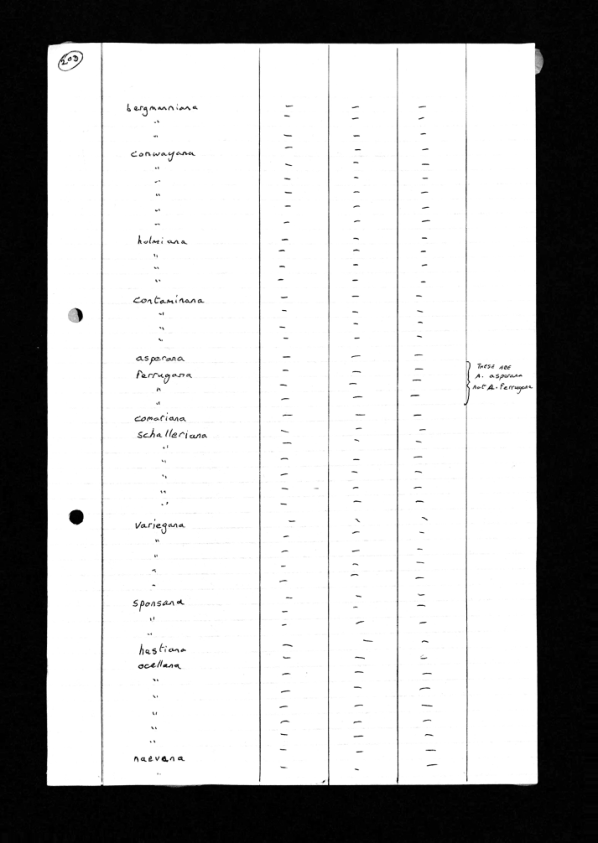 203
bergmanniana — — —
" — — —
" — — —
conwayana — — —
" — — —
" — — —
" — — —
" — — —
" — — —
holmiana — — —
" — — —
" — — —
" — — —
contaminana — — —
" — — —
" — — —
" — — —
asperana — — —
ferrugana — — —
" — — —
" — — —
These are
A. asperana
not A. ferrugana
comariana — — —
schalleriana — — —
" — — —
" — — —
" — — —
" — — —
" — — —
variegana — — —
" — — —
" — — —
" — — —
" — — —
sponsana — — —
" — — —
" — — —
hastiana — — —
ocellana — — —
" — — —
" — — —
" — — —
" — — —
" — — —
naevana — — —
" — — —